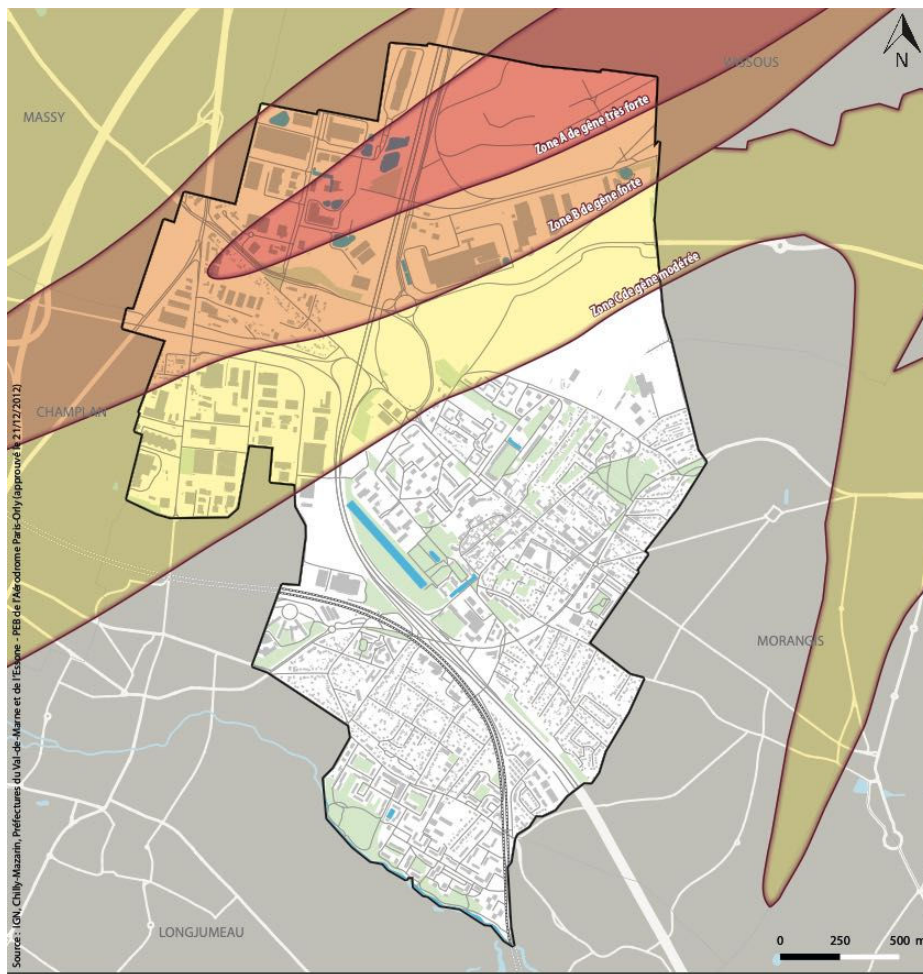 N
MASSY
WISSOUS
Zone A de gêne très forte
Zone B de gêne forte
Zone C de gêne modérée
CHAMPLAN
MORANGIS
LONGJUMEAU
0 250 500 m
Source : IGN, Chilly-Mazarin, Préfectures du Val-de-Marne et de l'Essone - PEB de l'Aérodrome Paris-Orly (approuvé le 21/12/2012)